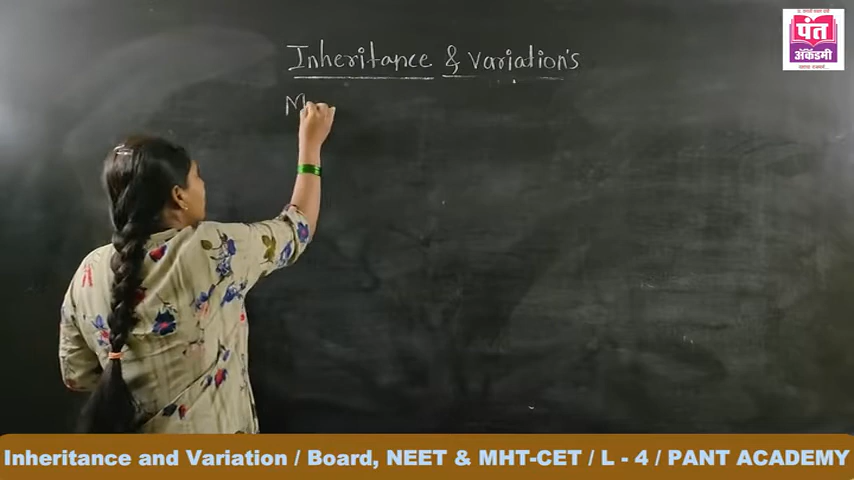 पंत
अ‍ॅकॅडमी
Inheritance & variation's
M
Inheritance and Variation / Board, NEET & MHT-CET / L - 4 / PANT ACADEMY